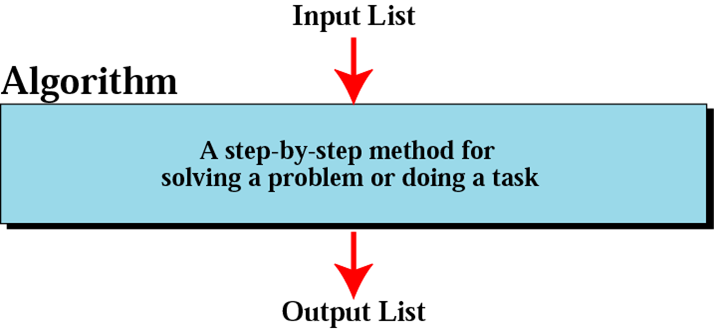 Input List
Algorithm
A step-by-step method for
solving a problem or doing a task
Output List